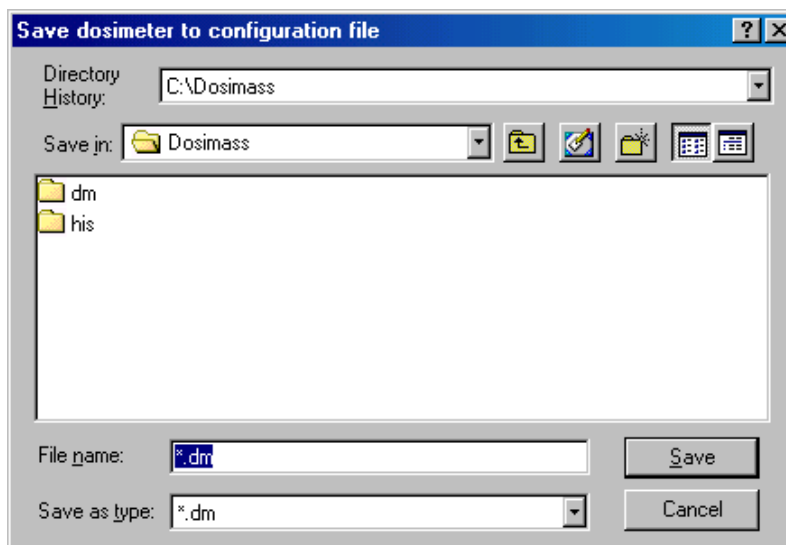 Save dosimeter to configuration file
Directory
History:
C:\Dosimass
Save in:
Dosimass
dm
his
File name:
*.dm
Save
Save as type:
*.dm
Cancel